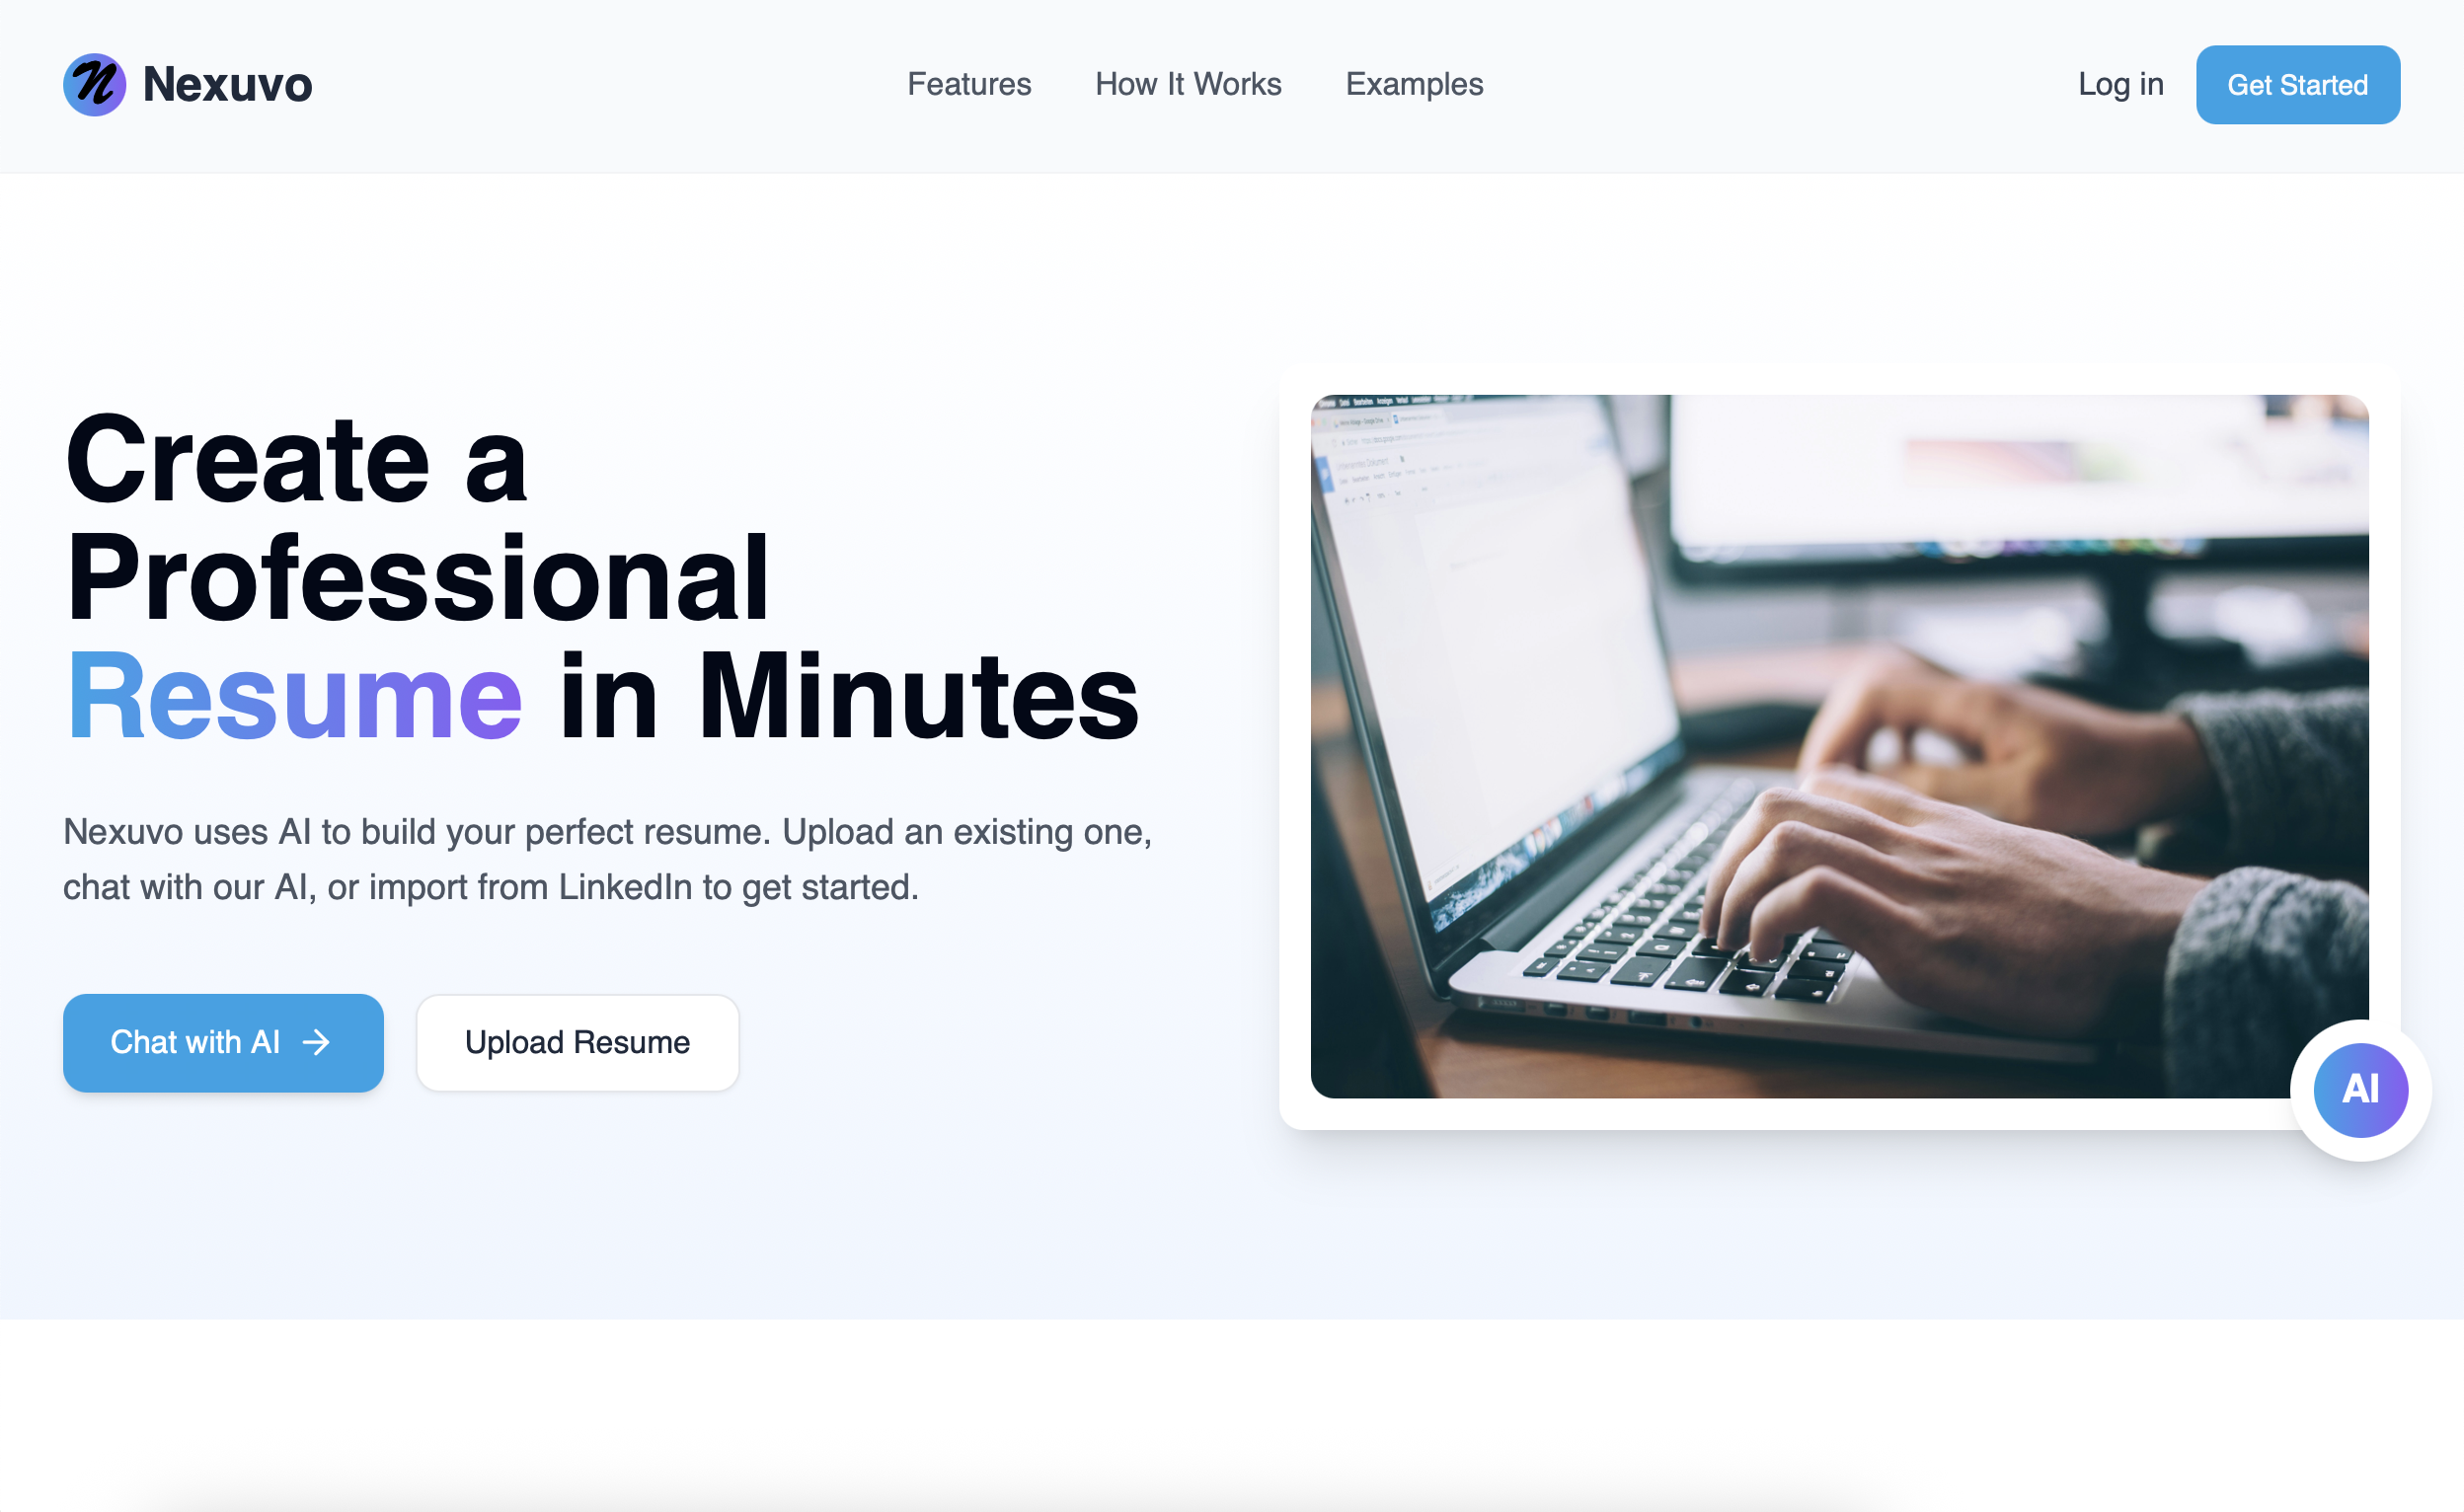 Nexuvo
Features
How It Works
Examples
Log in
Get Started
Create a
Professional
Resume in Minutes
Nexuvo uses AI to build your perfect resume. Upload an existing one,
chat with our AI, or import from LinkedIn to get started.
Chat with AI
Upload Resume
AI